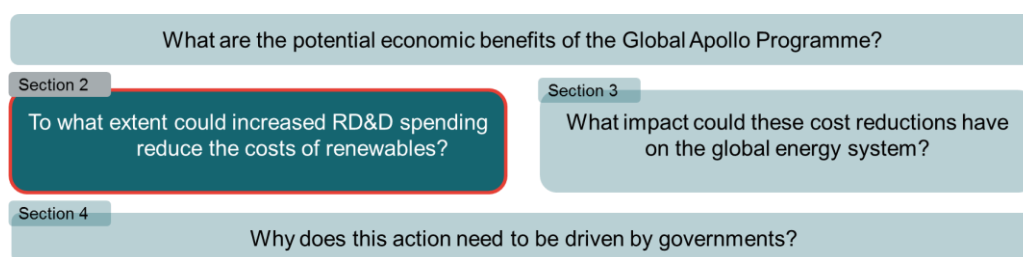 What are the potential economic benefits of the Global Apollo Programme?
Section 2
To what extent could increased RD&D spending
reduce the costs of renewables?
Section 3
What impact could these cost reductions have
on the global energy system?
Section 4
Why does this action need to be driven by governments?